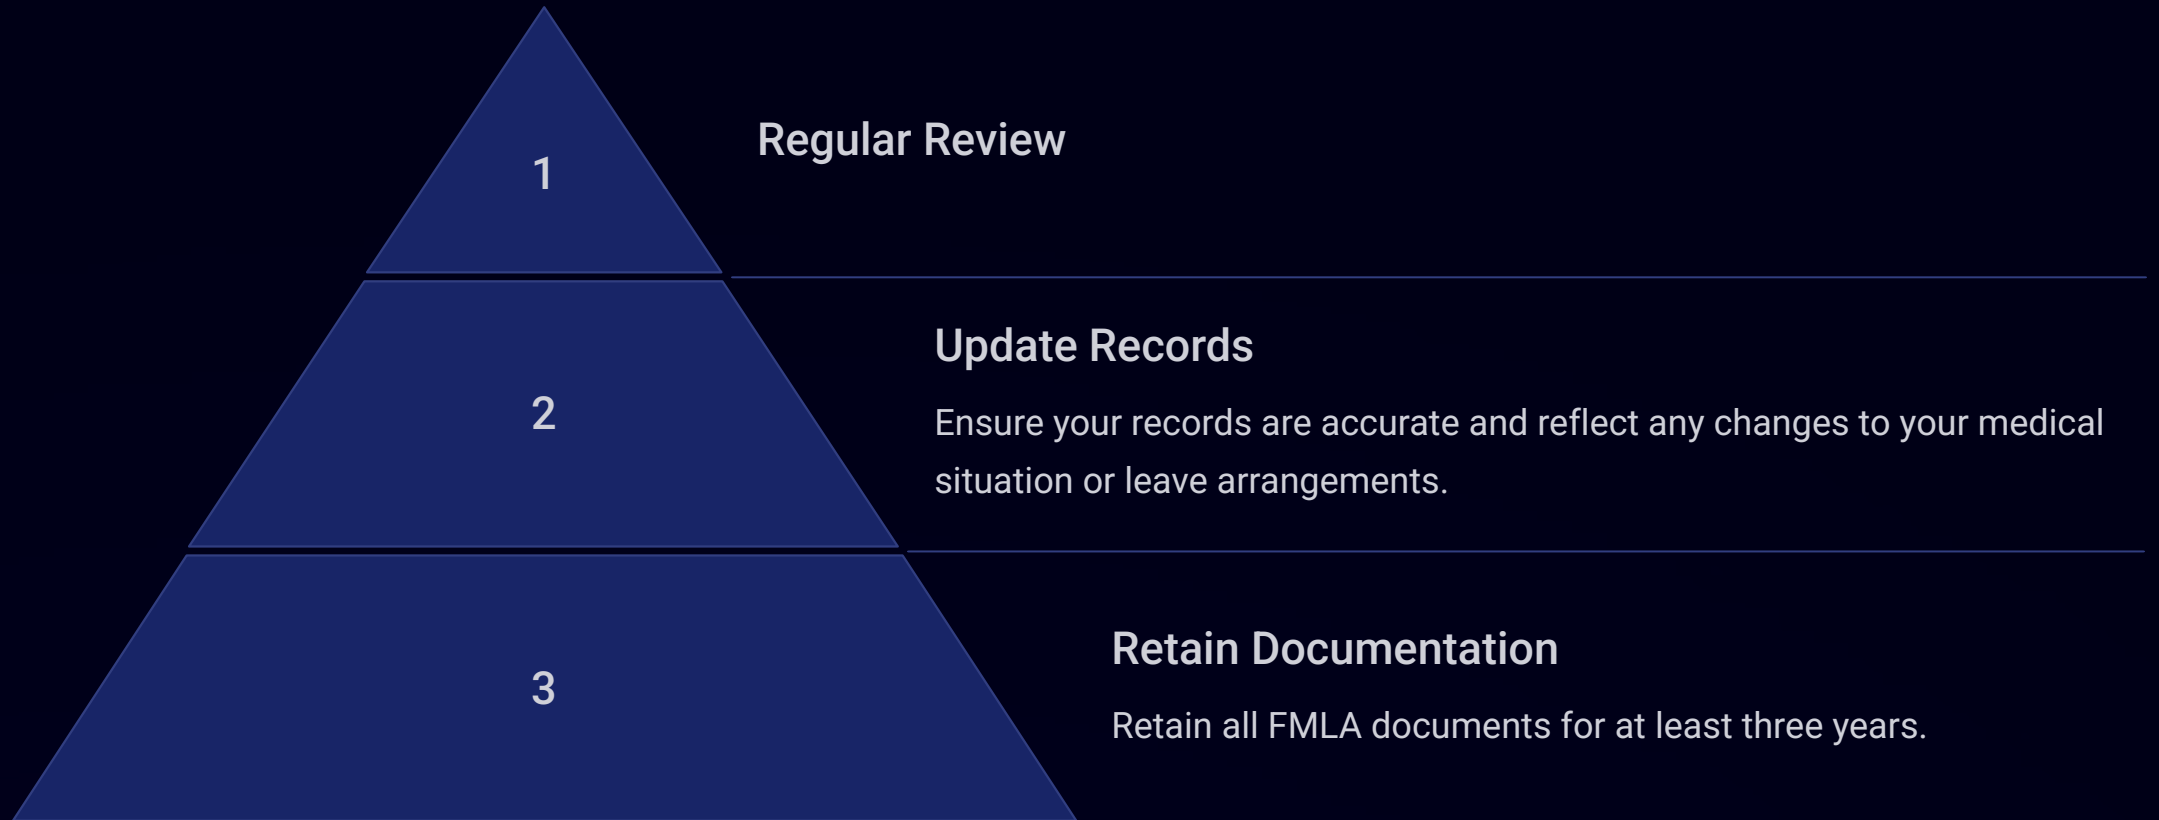 1
Regular Review
2
Update Records
Ensure your records are accurate and reflect any changes to your medical
situation or leave arrangements.
3
Retain Documentation
Retain all FMLA documents for at least three years.